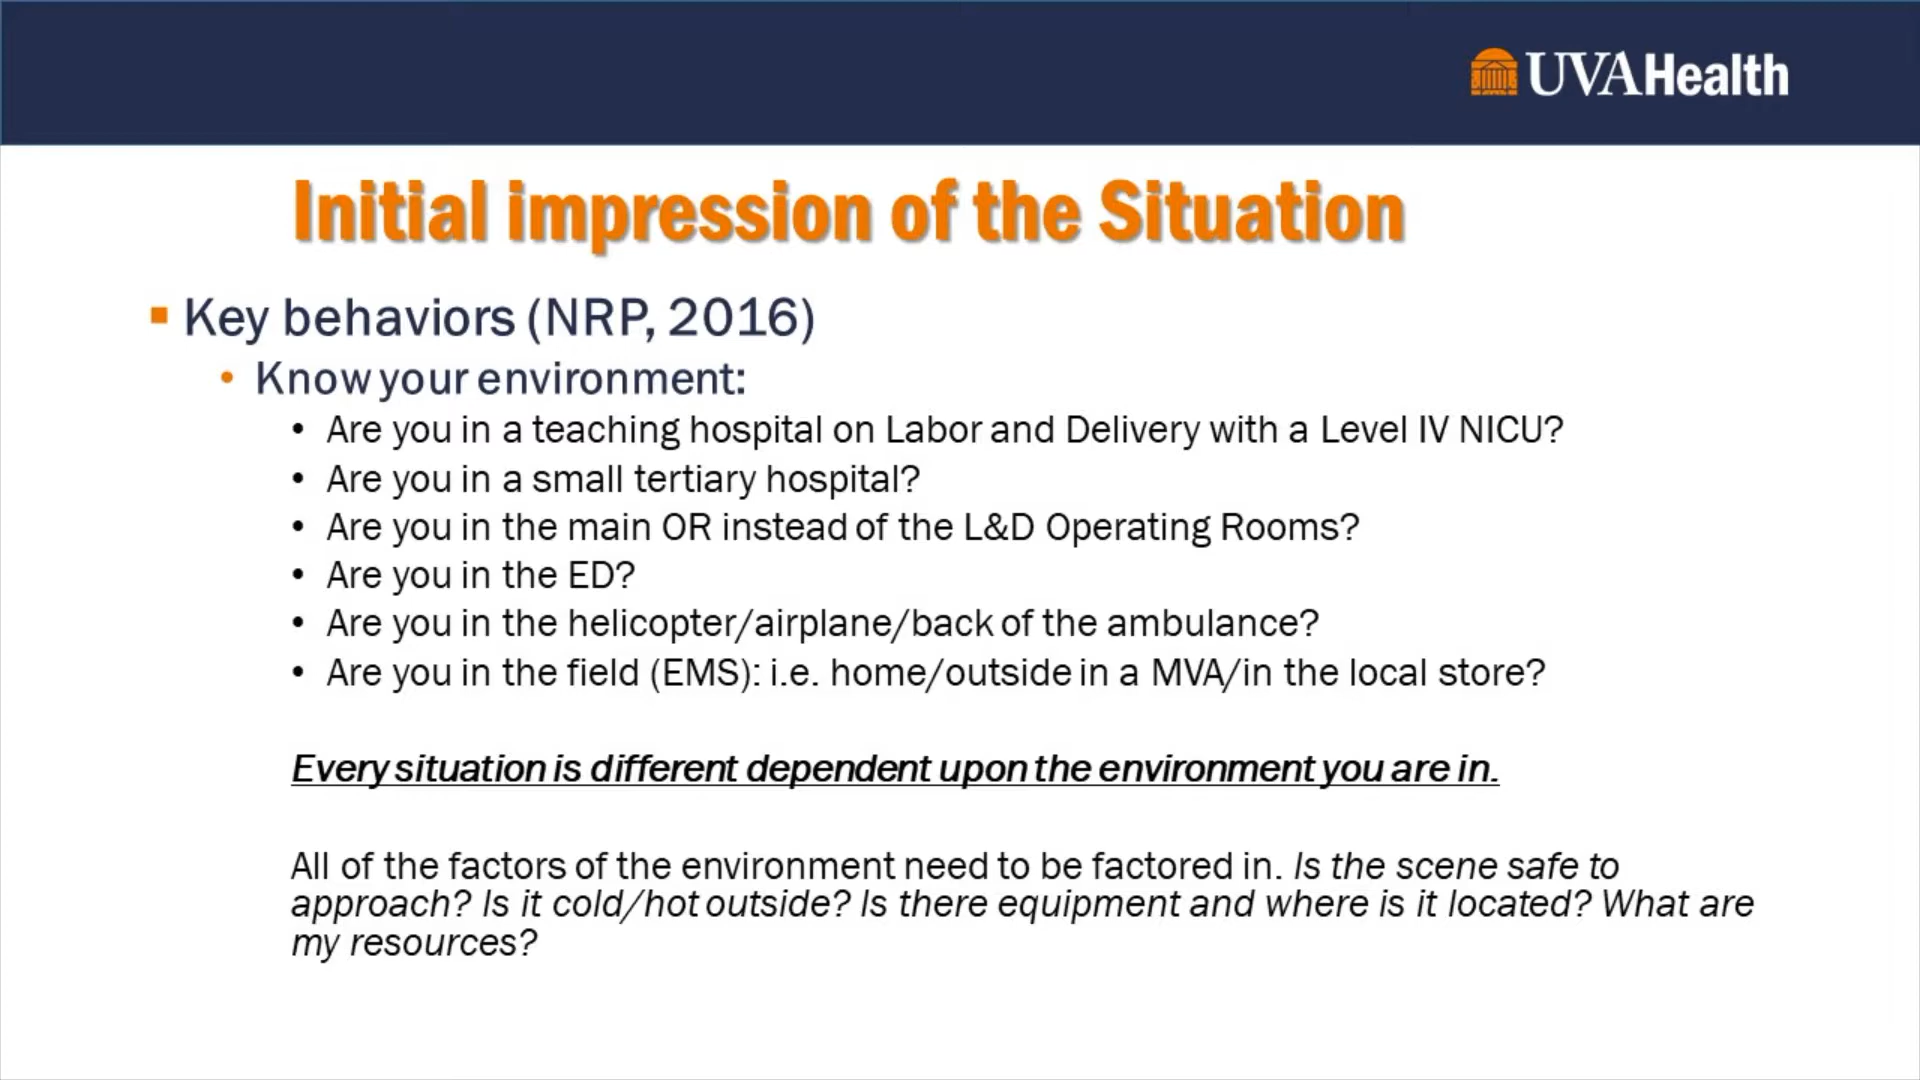 UVAHealth
Initial impression of the Situation
Key behaviors (NRP, 2016)
Know your environment:
Are you in a teaching hospital on Labor and Delivery with a Level IV NICU?
Are you in a small tertiary hospital?
Are you in the main OR instead of the L&D Operating Rooms?
Are you in the ED?
Are you in the helicopter/airplane/back of the ambulance?
Are you in the field (EMS): i.e. home/outside in a MVA/in the local store?
Every situation is different dependent upon the environment you are in.
All of the factors of the environment need to be factored in. Is the scene safe to
approach? Is it cold/hot outside? Is there equipment and where is it located? What are
my resources?